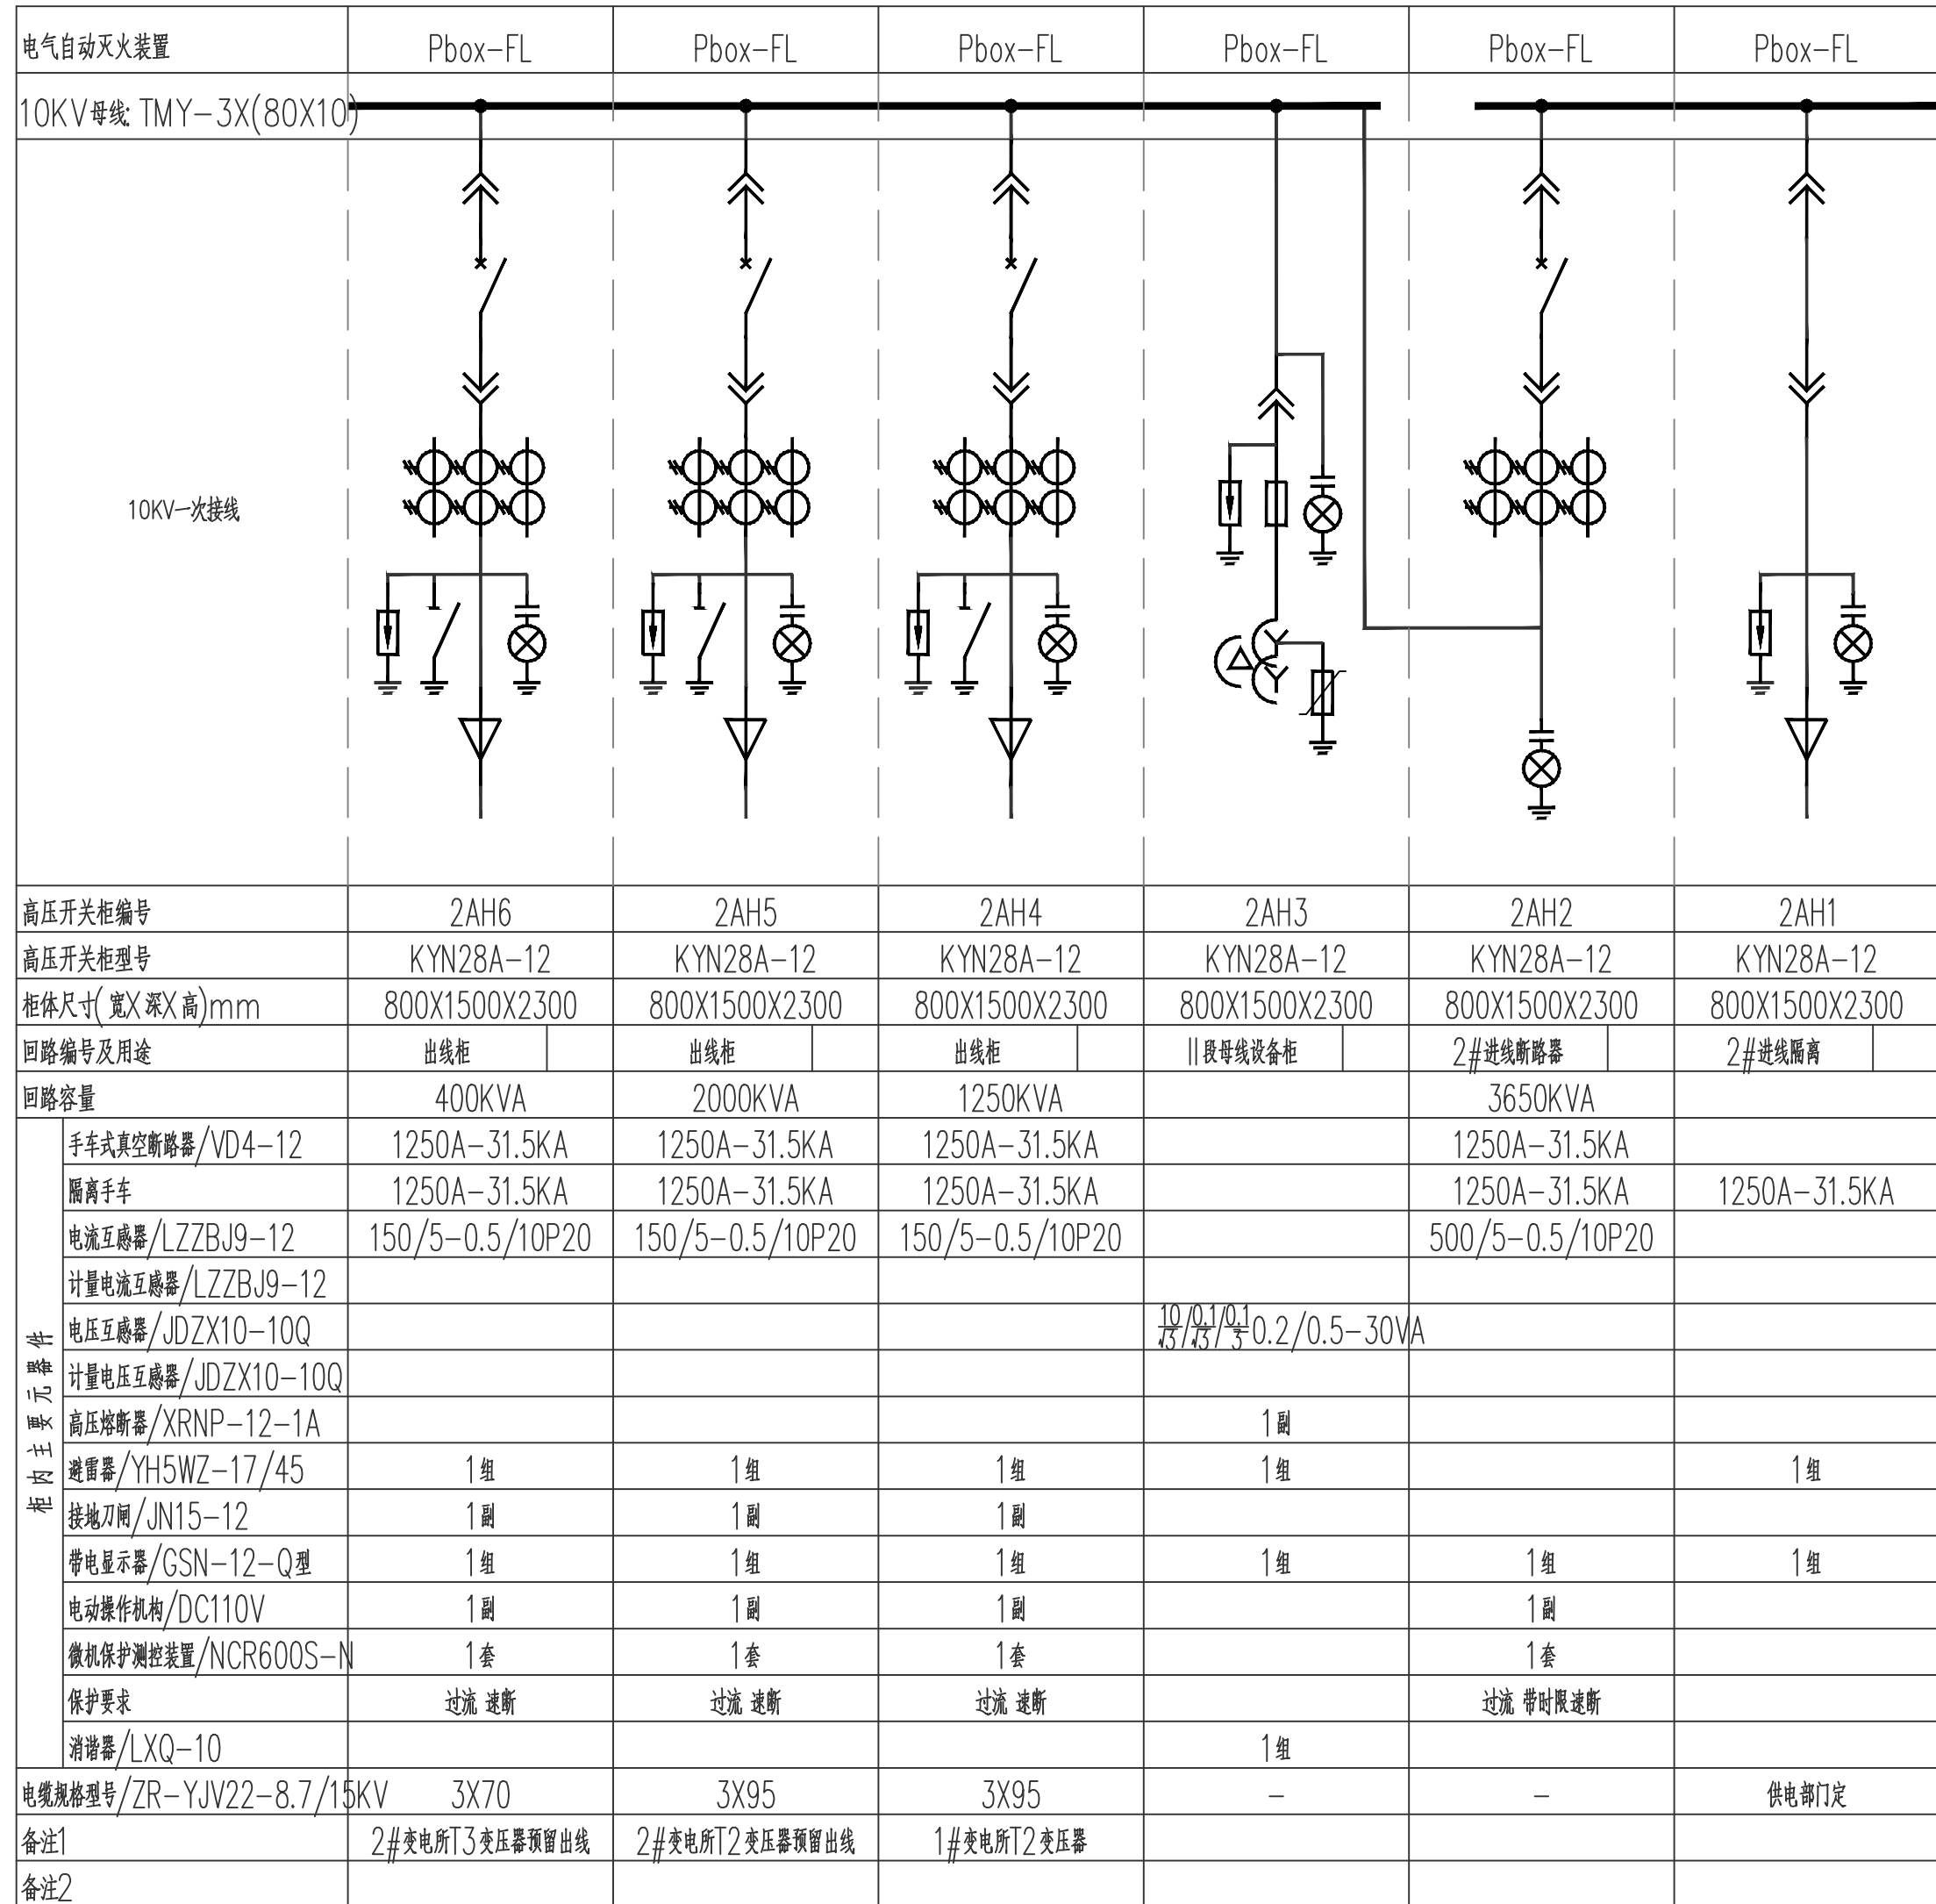 电气自动灭火装置 Pbox-FL Pbox-FL Pbox-FL Pbox-FL Pbox-FL Pbox-FL
10KV母线: TMY-3X(80X10)
10KV一次接线
高压开关柜编号 2AH6 2AH5 2AH4 2AH3 2AH2 2AH1
高压开关柜型号 KYN28A-12 KYN28A-12 KYN28A-12 KYN28A-12 KYN28A-12 KYN28A-12
柜体尺寸(宽X深X高)mm 800X1500X2300 800X1500X2300 800X1500X2300 800X1500X2300 800X1500X2300 800X1500X2300
回路编号及用途 出线柜 出线柜 出线柜 II段母线设备柜 2#进线断路器 2#进线隔离
回路容量 400KVA 2000KVA 1250KVA 3650KVA
柜内主要元器件
手车式真空断路器/VD4-12 1250A-31.5KA 1250A-31.5KA 1250A-31.5KA 1250A-31.5KA
隔离手车 1250A-31.5KA 1250A-31.5KA 1250A-31.5KA 1250A-31.5KA 1250A-31.5KA
电流互感器/LZZBJ9-12 150/5-0.5/10P20 150/5-0.5/10P20 150/5-0.5/10P20 500/5-0.5/10P20
计量电流互感器/LZZBJ9-12
电压互感器/JDZX10-10Q 10/√3/0.1/√3/0.1/3-0.2/0.5-30VA
计量电压互感器/JDZX10-10Q
高压熔断器/XRNP-12-1A 1副
避雷器/YH5WZ-17/45 1组 1组 1组 1组 1组
接地刀闸/JN15-12 1副 1副 1副
带电显示器/GSN-12-Q型 1组 1组 1组 1组 1组 1组
电动操作机构/DC110V 1副 1副 1副 1副
微机保护测控装置/NCR600S-N 1套 1套 1套 1套
保护要求 过流 速断 过流 速断 过流 速断 过流 带时限速断
消谐器/LXQ-10 1组
电缆规格型号/ZR-YJV22-8.7/15KV 3X70 3X95 3X95 - - 供电部门定
备注1 2#变电所T3变压器预留出线 2#变电所T2变压器预留出线 1#变电所T2变压器
备注2